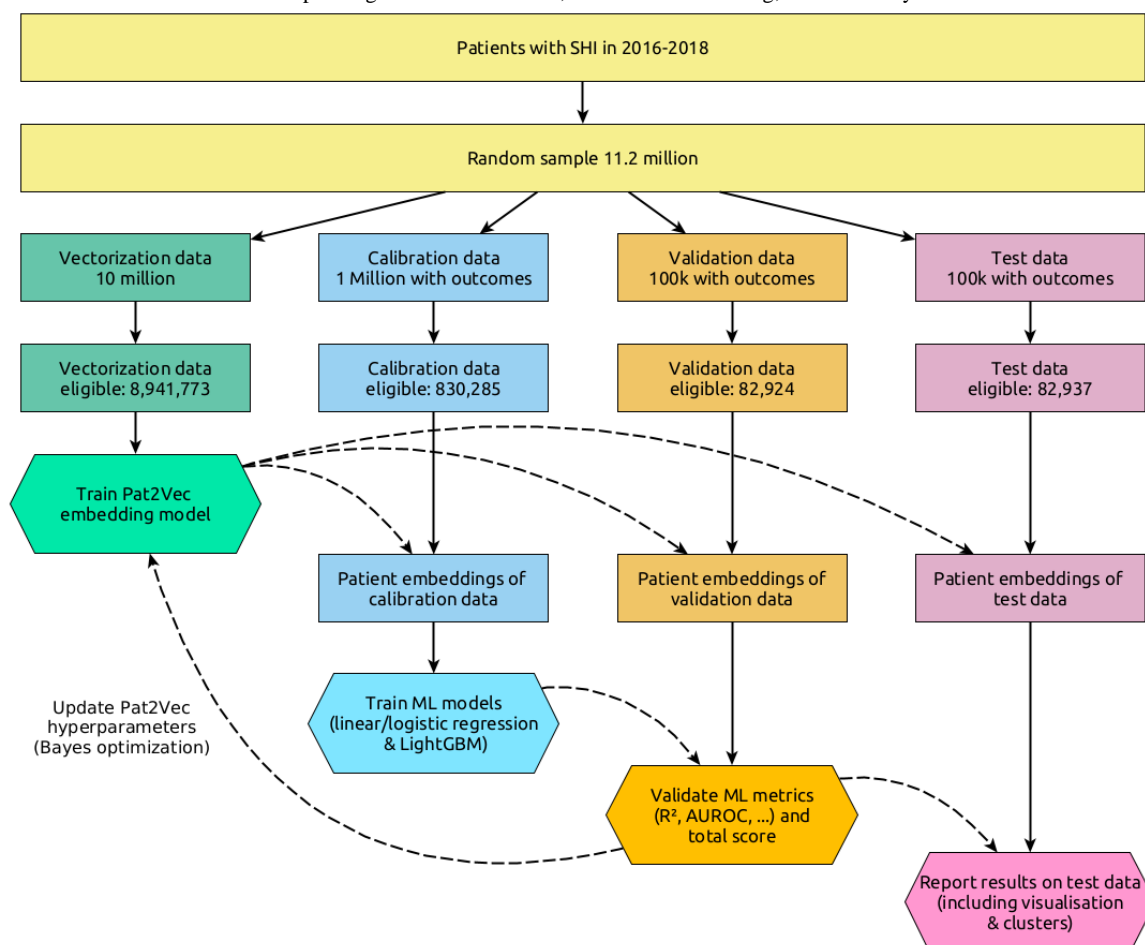 Patients with SHI in 2016-2018
Random sample 11.2 million
Vectorization data
10 million
Calibration data
1 Million with outcomes
Validation data
100k with outcomes
Test data
100k with outcomes
Vectorization data
eligible: 8,941,773
Calibration data
eligible: 830,285
Validation data
eligible: 82,924
Test data
eligible: 82,937
Train Pat2Vec
embedding model
Patient embeddings of
calibration data
Patient embeddings of
validation data
Patient embeddings of
test data
Update Pat2Vec
hyperparameters
(Bayes optimization)
Train ML models
(linear/logistic regression
& LightGBM)
Validate ML metrics
(R², AUROC, ...) and
total score
Report results on test data
(including visualisation
& clusters)